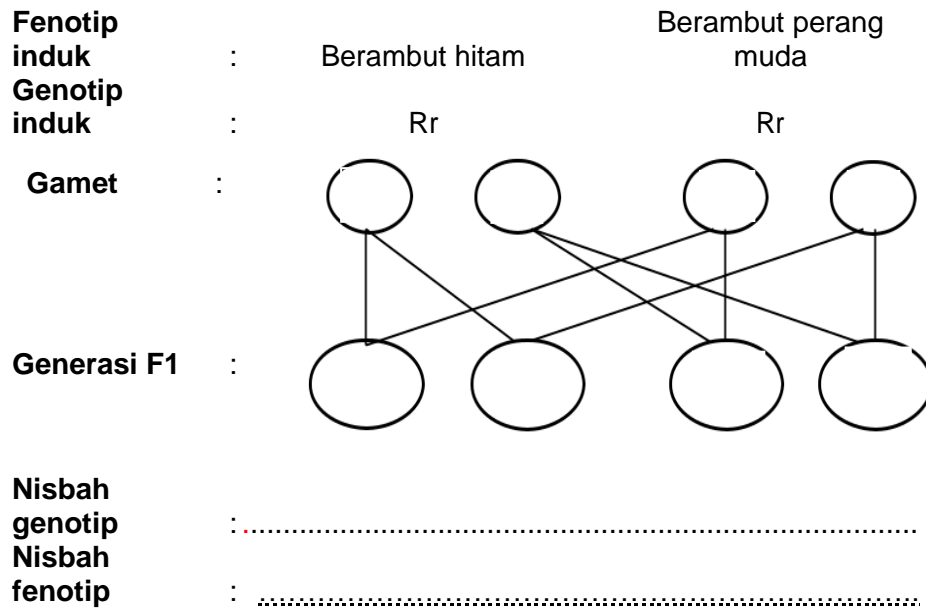 Fenotip Berambut perang
induk : Berambut hitam muda
Genotip
induk : Rr Rr
Gamet :
Generasi F1 :
Nisbah
genotip :..........................................................................
Nisbah
fenotip : ..........................................................................